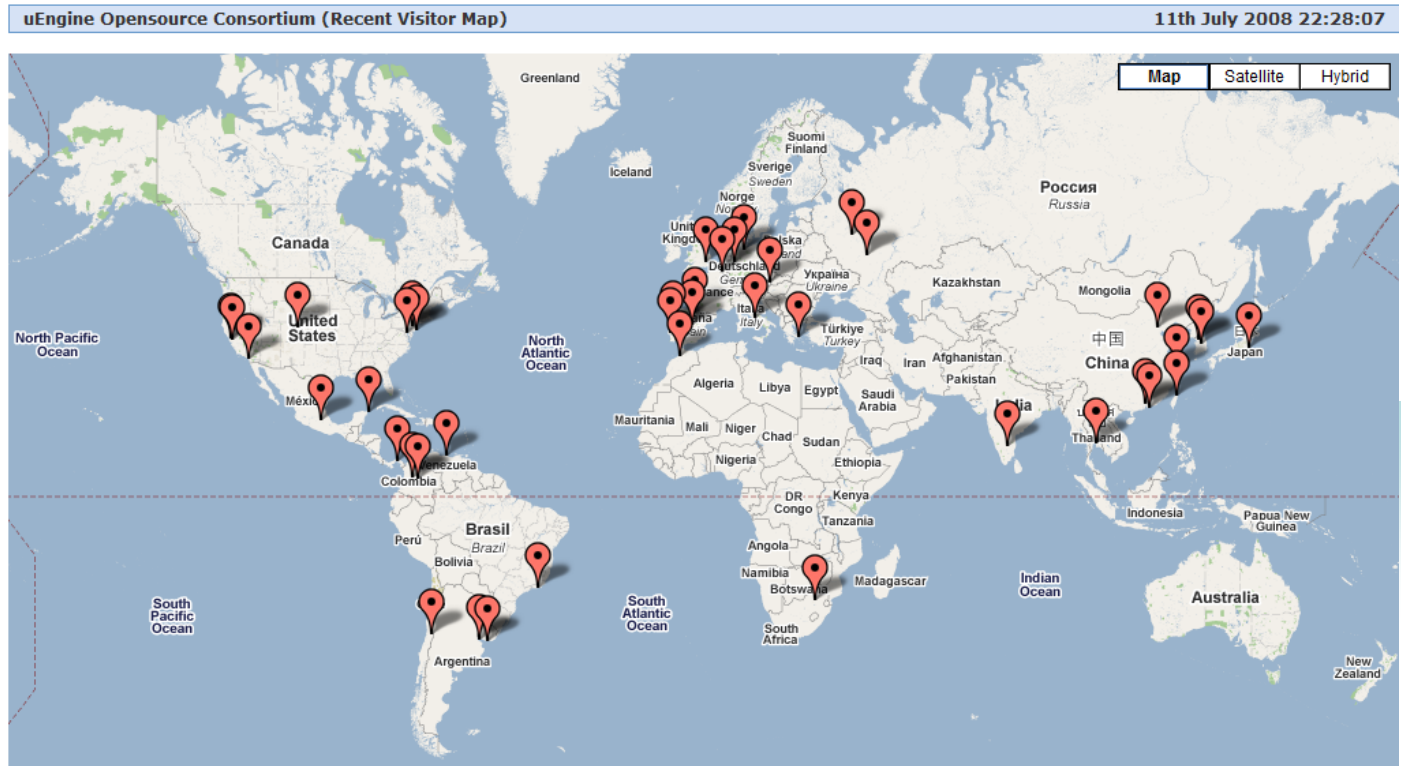 uEngine Opensource Consortium (Recent Visitor Map)
11th July 2008 22:28:07
Map
Satellite
Hybrid
Greenland
Iceland
Suomi
Finland
Sverige
Sweden
Norge
Россия
Russia
Canada
Deutschland
Україна
Ukraine
Kazakhstan
Mongolia
United
States
Italy
Türkiye
Turkey
North Pacific
Ocean
North
Atlantic
Ocean
中国
China
Japan
Iraq
Iran
Afghanistan
Pakistan
Algeria
Libya
Egypt
Saudi
Arabia
Mauritania
Mali
Niger
Chad
Sudan
Nigeria
Ethiopia
Thailand
Venezuela
Colombia
DR
Congo
Kenya
Tanzania
Indonesia
Papua New
Guinea
Brasil
Brazil
Perú
Bolivia
Angola
Namibia
Botswana
Madagascar
Indian
Ocean
Australia
South
Pacific
Ocean
South
Atlantic
Ocean
South
Africa
Argentina
New
Zealand